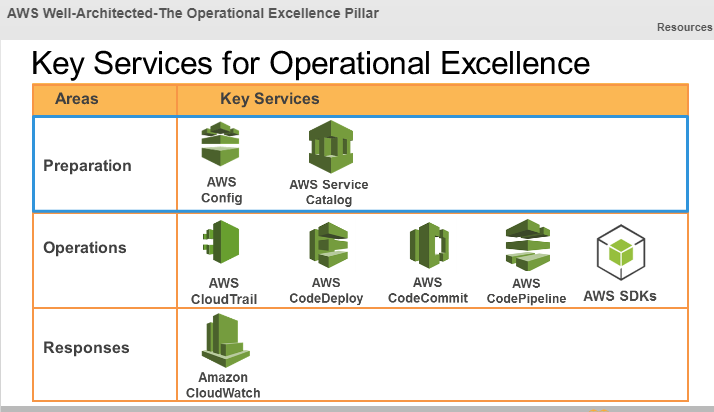 AWS Well-Architected-The Operational Excellence Pillar
Resources
Key Services for Operational Excellence
Areas
Key Services
Preparation
AWS
Config
AWS Service
Catalog
Operations
AWS
CloudTrail
AWS
CodeDeploy
AWS
CodeCommit
AWS
CodePipeline
AWS SDKs
Responses
Amazon
CloudWatch